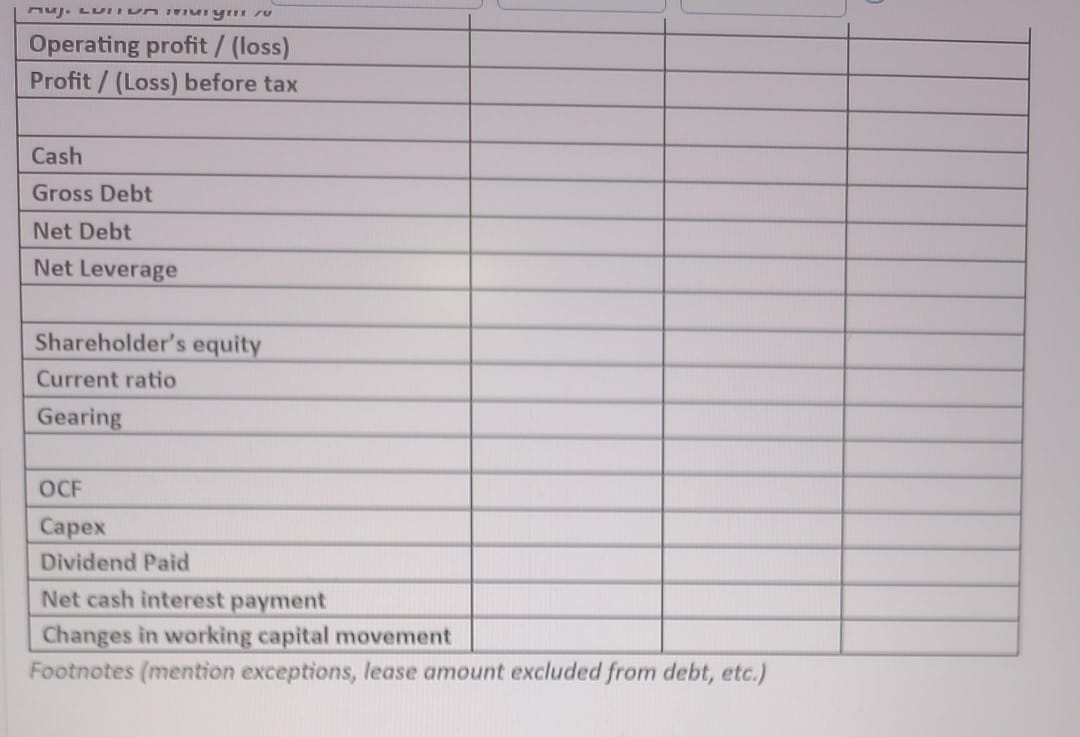 Adj. EBITDA Margin %
Operating profit / (loss)
Profit / (Loss) before tax
Cash
Gross Debt
Net Debt
Net Leverage
Shareholder's equity
Current ratio
Gearing
OCF
Capex
Dividend Paid
Net cash interest payment
Changes in working capital movement
Footnotes (mention exceptions, lease amount excluded from debt, etc.)